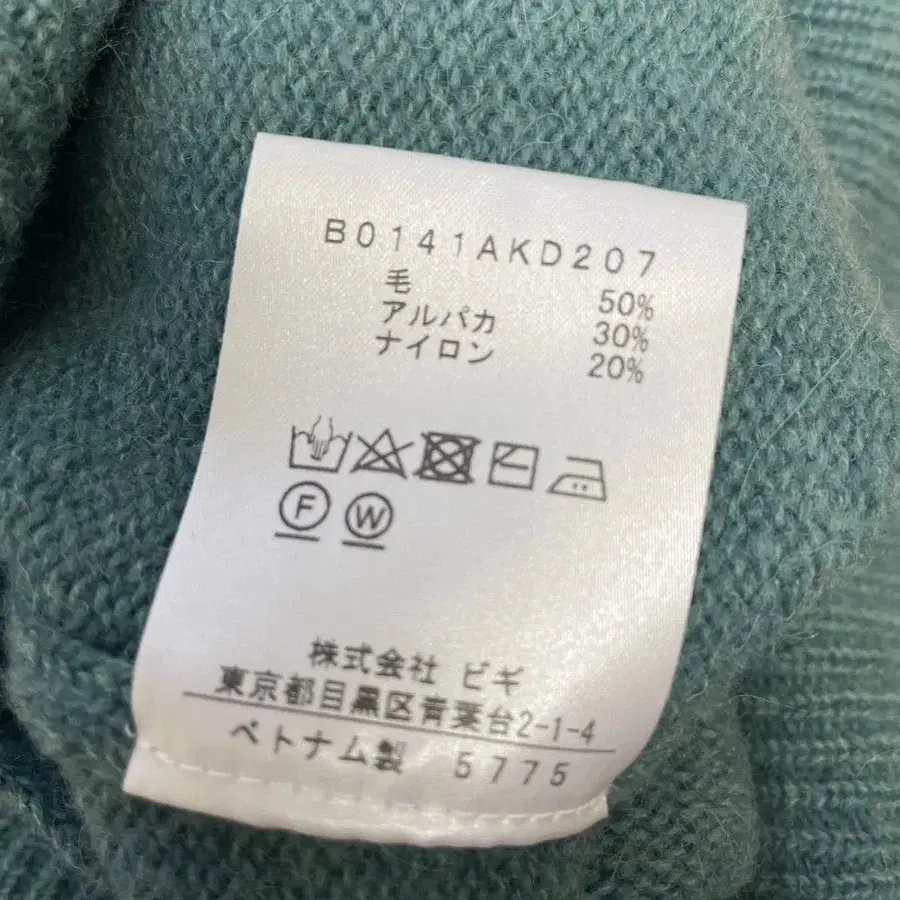 B0141AKD207
毛 50%
アルパカ 30%
ナイロン 20%
F W
株式会社 ビギ
東京都目黒区青葉台2-1-4
ベトナム製 5775